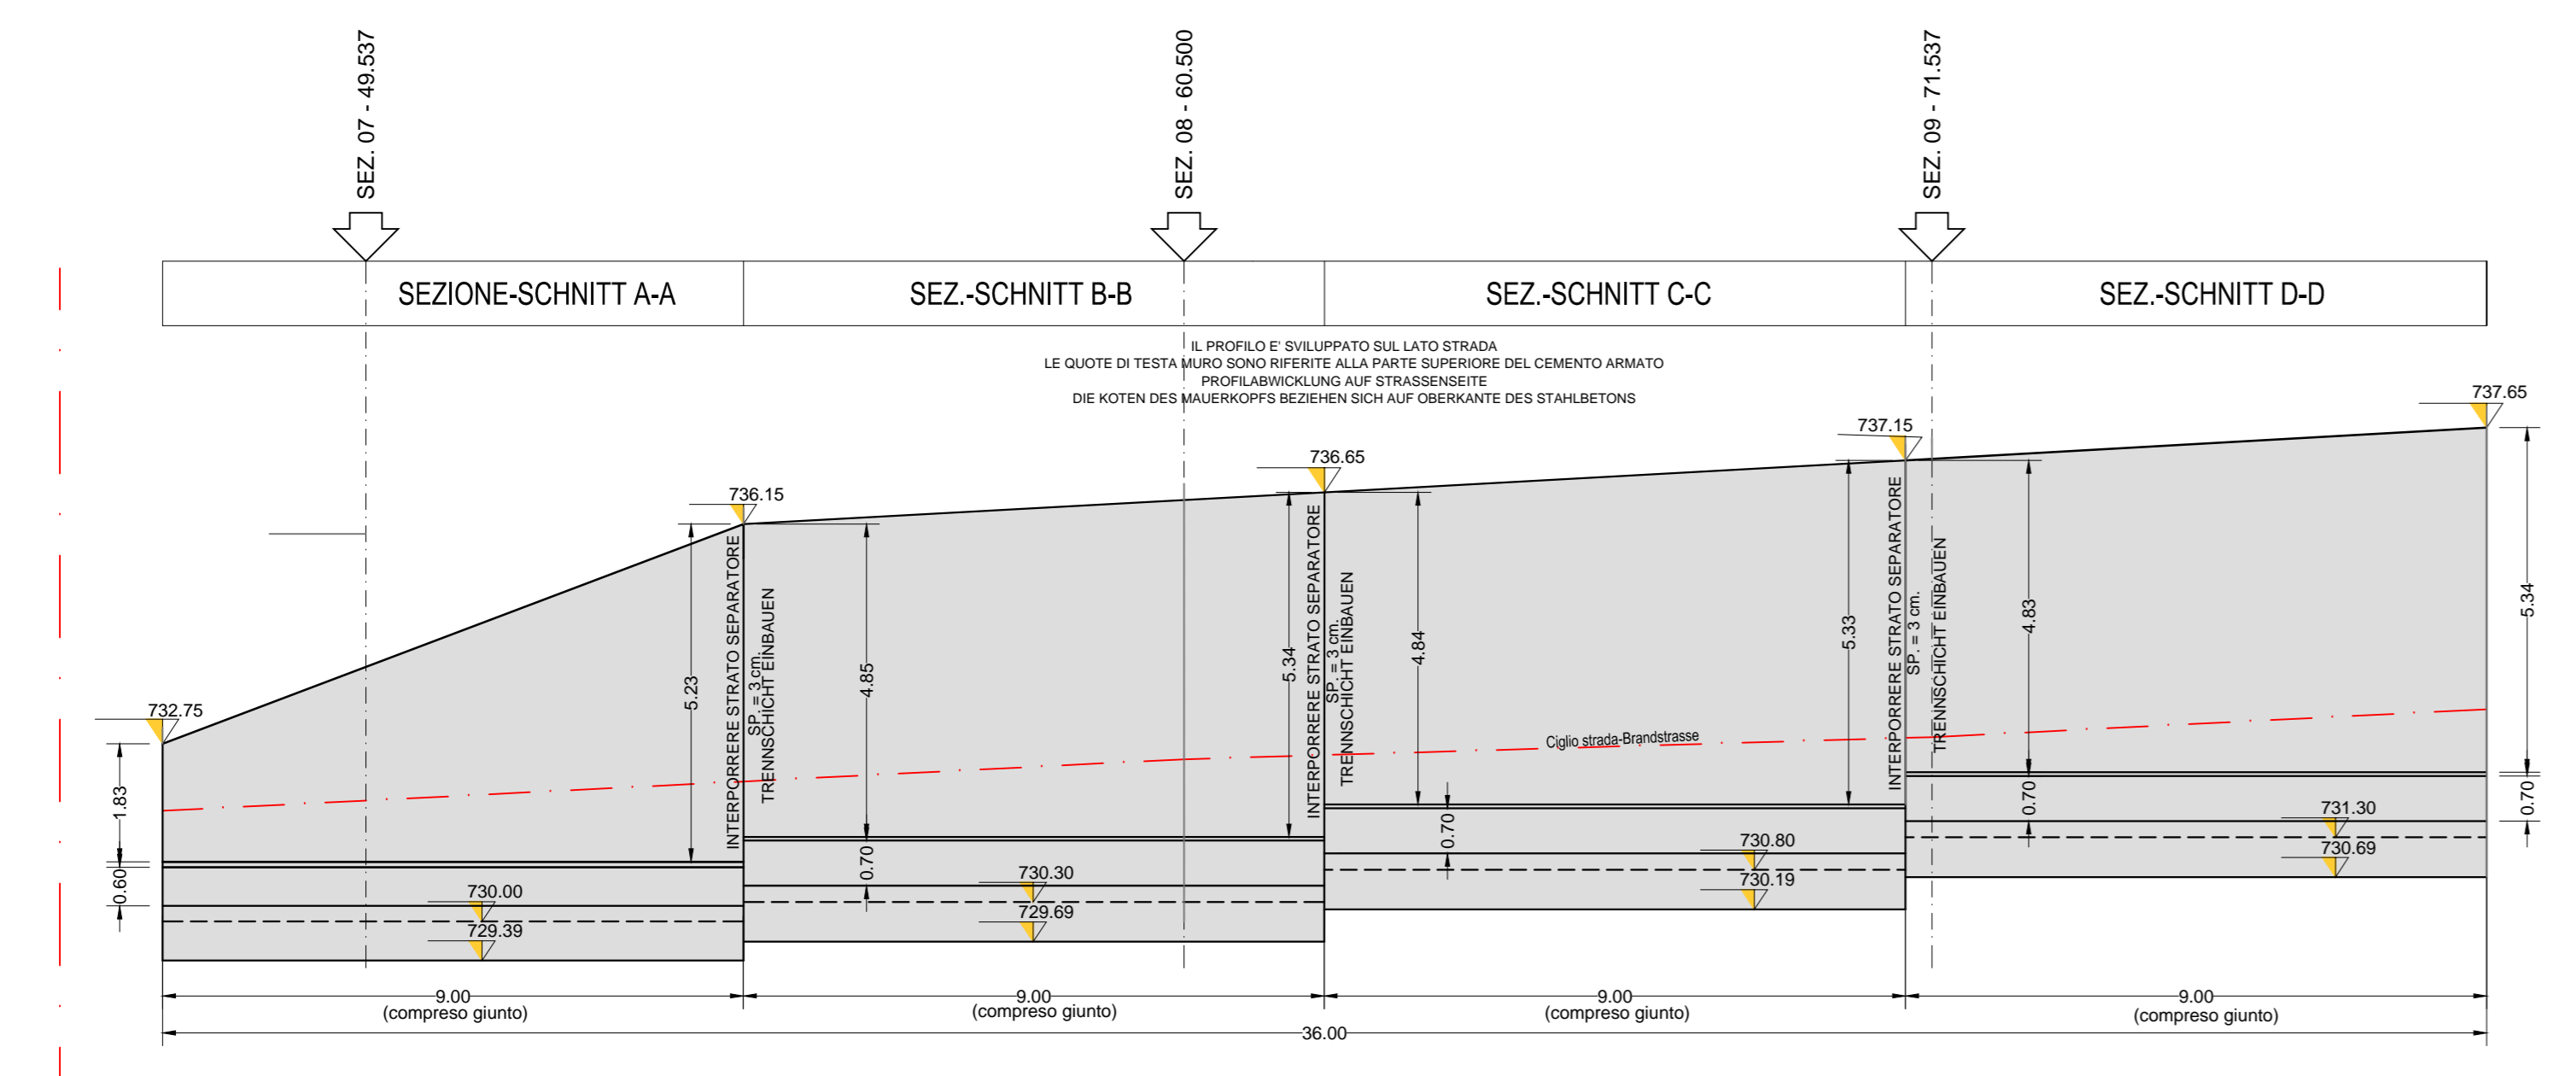 SEZ. 07 - 49.537
SEZ. 08 - 60.500
SEZ. 09 - 71.537
SEZIONE-SCHNITT A-A
SEZ.-SCHNITT B-B
SEZ.-SCHNITT C-C
SEZ.-SCHNITT D-D
IL PROFILO E' SVILUPPATO SUL LATO STRADA
LE QUOTE DI TESTA MURO SONO RIFERITE ALLA PARTE SUPERIORE DEL CEMENTO ARMATO
PROFILABWICKLUNG AUF STRASSENSEITE
DIE KOTEN DES MAUERKOPFS BEZIEHEN SICH AUF OBERKANTE DES STAHLBETONS
732.75
736.15
736.65
737.15
737.65
1.83
0.60
5.23
INTERPORRERE STRATO SEPARATORE
SP. = 3 cm.
TRENNSCHICHT EINBAUEN
4.85
0.70
5.34
INTERPORRERE STRATO SEPARATORE
SP. = 3 cm.
TRENNSCHICHT EINBAUEN
4.84
0.70
Ciglio strada-Brandstrasse
5.33
INTERPORRERE STRATO SEPARATORE
SP. = 3 cm.
TRENNSCHICHT EINBAUEN
4.83
0.70
5.34
0.70
730.00
729.39
730.30
729.69
730.80
730.19
731.30
730.69
9.00
(compreso giunto)
9.00
(compreso giunto)
9.00
(compreso giunto)
9.00
(compreso giunto)
36.00